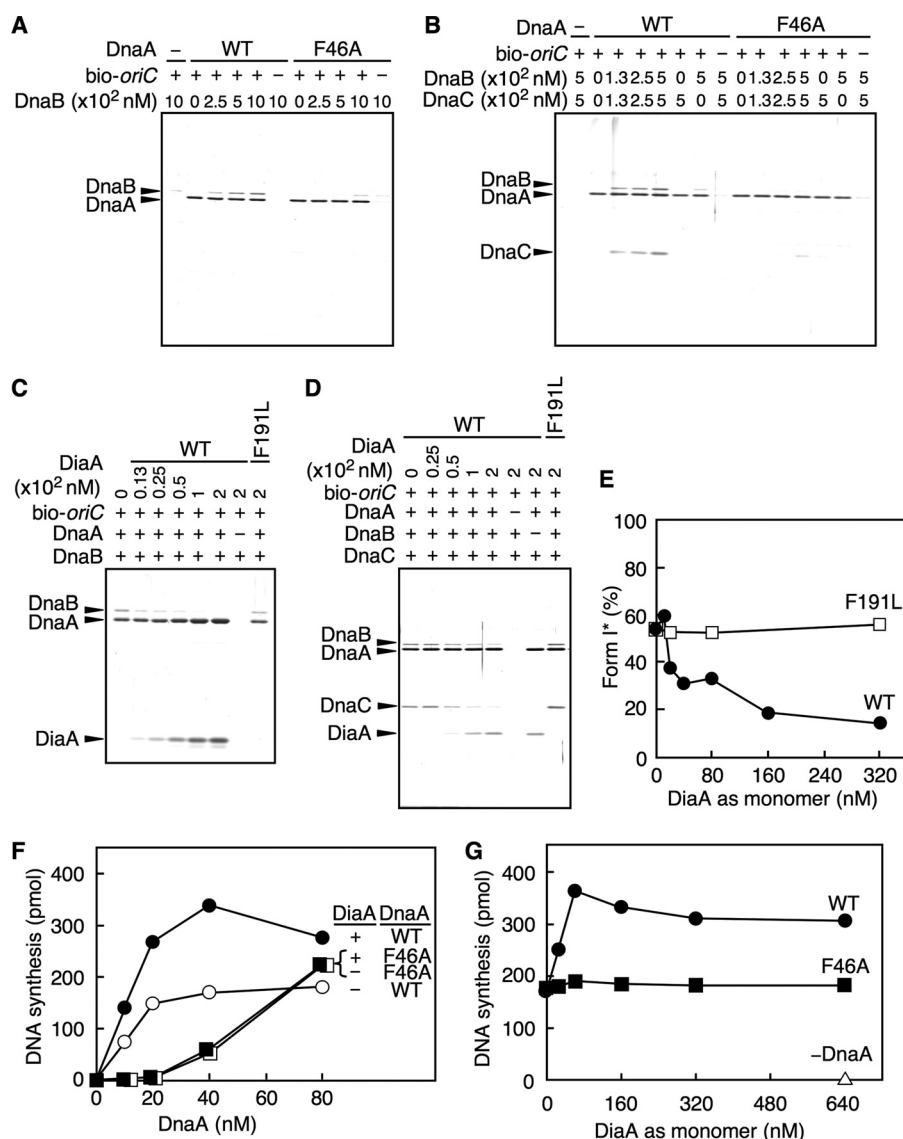 A
DnaA – WT F46A
bio-oriC + + + + + – + + + + –
DnaB (x10² nM) 10 0 2.5 5 10 10 0 2.5 5 10 10
DnaB
DnaA
B
DnaA – WT F46A
bio-oriC + + + + + + + – + + + + + + –
DnaB (x10² nM) 5 0 1.3 2.5 5 0 5 5 0 1.3 2.5 5 0 5 5
DnaC (x10² nM) 5 0 1.3 2.5 5 5 0 5 0 1.3 2.5 5 5 0 5
DnaB
DnaA
DnaC
C
WT F191L
DiaA (x10² nM) 0 0.13 0.25 0.5 1 2 2 2
bio-oriC + + + + + + + +
DnaA + + + + + + – +
DnaB + + + + + + + +
DnaB
DnaA
DiaA
D
WT F191L
DiaA (x10² nM) 0 0.25 0.5 1 2 2 2 2
bio-oriC + + + + + + + +
DnaA + + + + + – + +
DnaB + + + + + + – +
DnaC + + + + + + + +
DnaB
DnaA
DnaC
DiaA
E
Form I* (%)
100
80
60
40
20
0
F191L
WT
0 80 160 240 320
DiaA as monomer (nM)
F
DNA synthesis (pmol)
400
300
200
100
0
DiaA DnaA
+ WT
+ F46A
– F46A
– WT
0 20 40 60 80
DnaA (nM)
G
DNA synthesis (pmol)
400
300
200
100
0
WT
F46A
–DnaA
0 160 320 480 640
DiaA as monomer (nM)